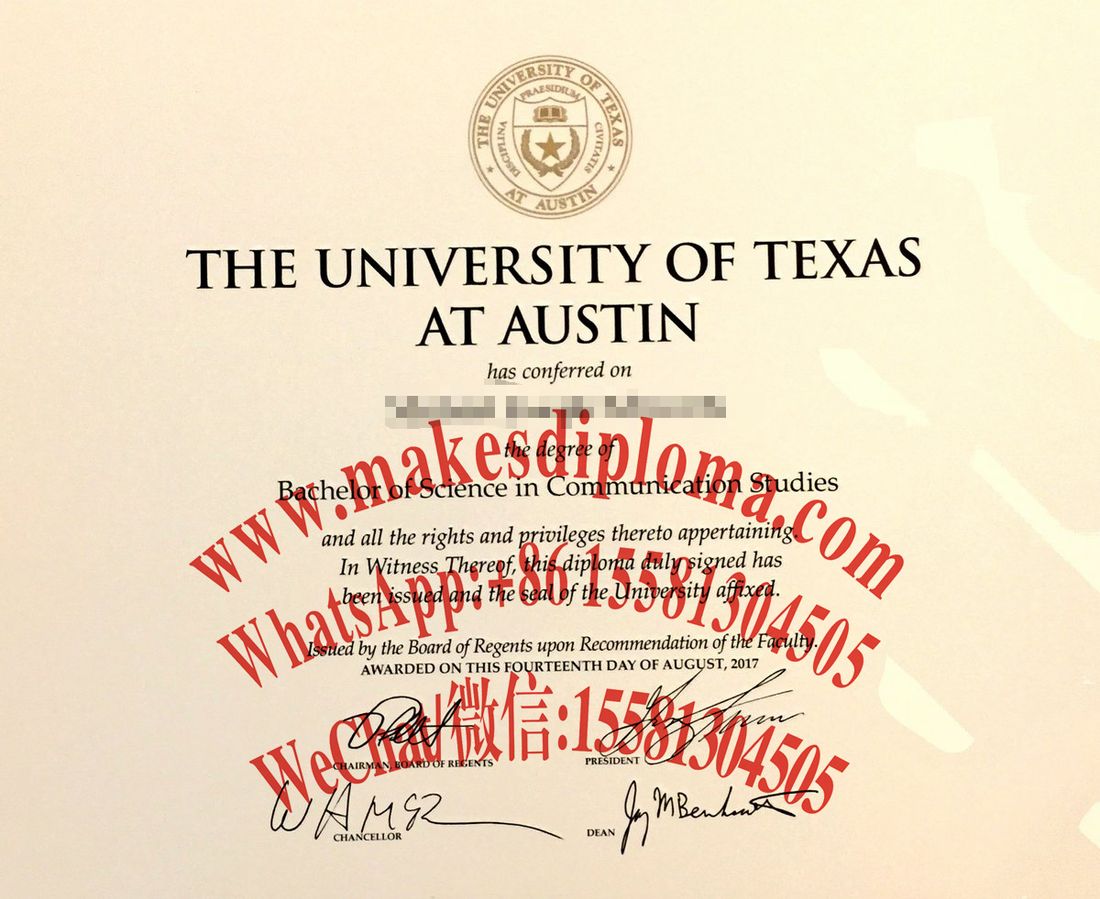 THE UNIVERSITY OF TEXAS
AT AUSTIN
PRAESIDIUM
DISCIPLINA
CIVITATIS
THE UNIVERSITY OF TEXAS
AT AUSTIN
has conferred on
the degree of
Bachelor of Science in Communication Studies
www.makesdiploma.com
and all the rights and privileges thereto appertaining.
In Witness Thereof, this diploma duly signed has
been issued and the seal of the University affixed.
WhatsApp:+86 15581304505
Issued by the Board of Regents upon Recommendation of the Faculty.
AWARDED ON THIS FOURTEENTH DAY OF AUGUST, 2017
WeChad微信:15581304505
CHAIRMAN, BOARD OF REGENTS
PRESIDENT
CHANCELLOR
DEAN